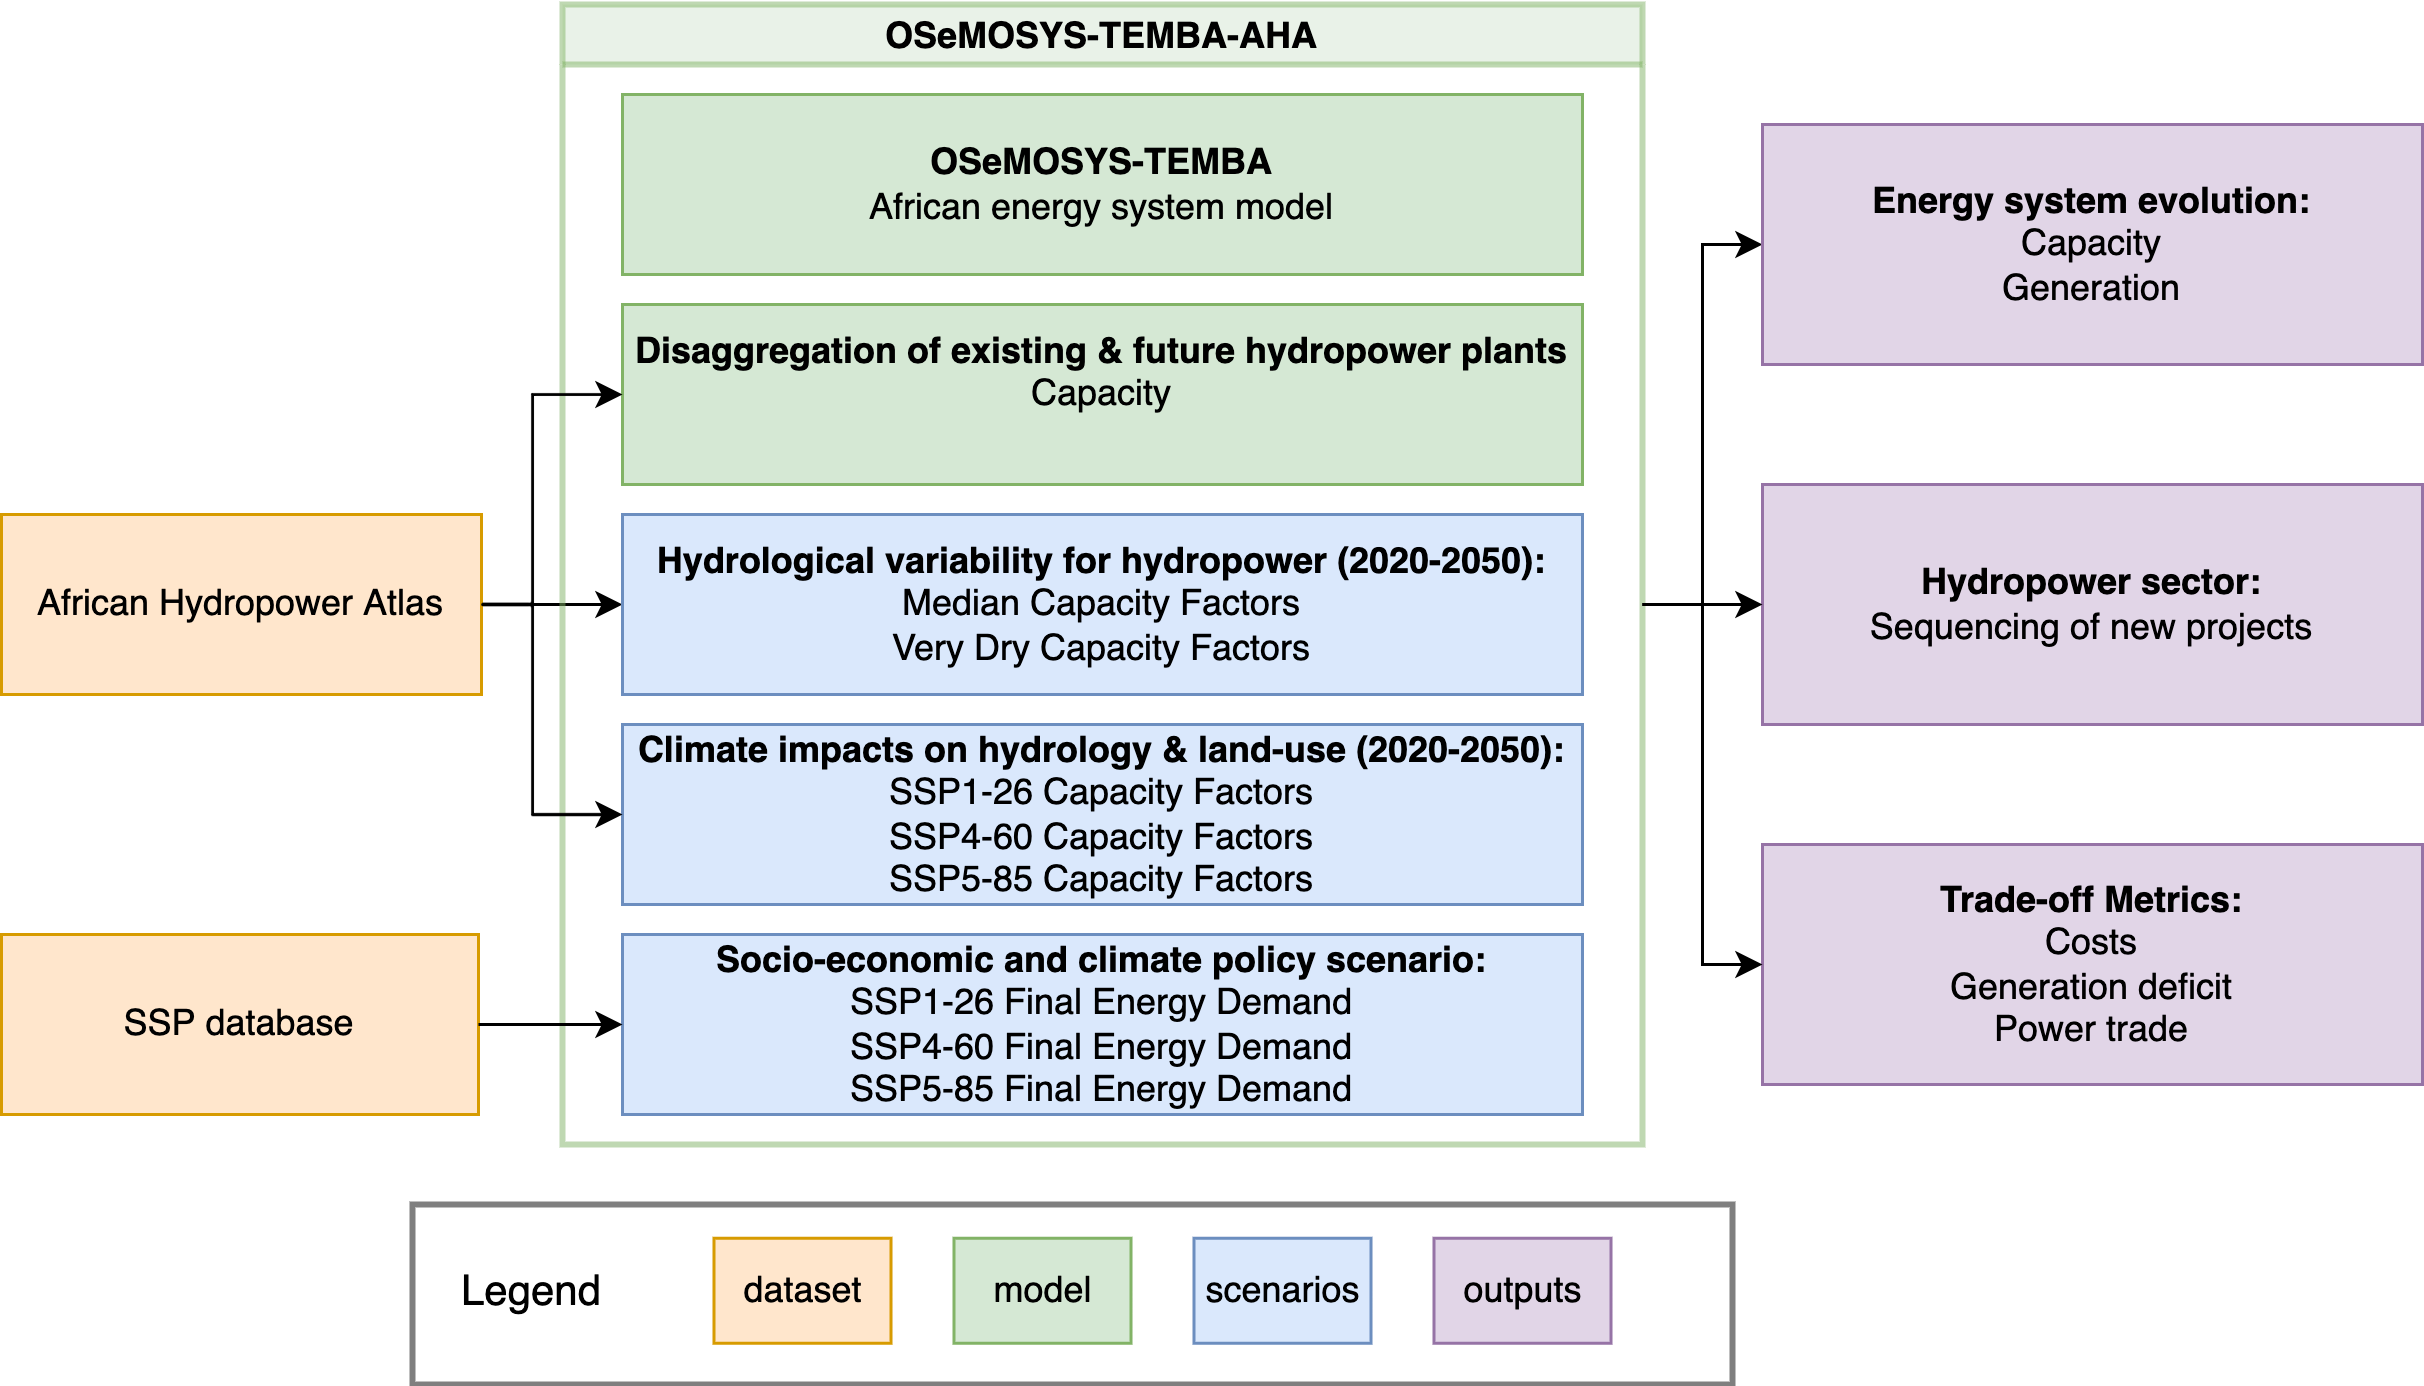 OSeMOSYS-TEMBA-AHA
OSeMOSYS-TEMBA
African energy system model
Disaggregation of existing & future hydropower plants
Capacity
African Hydropower Atlas
Hydrological variability for hydropower (2020-2050):
Median Capacity Factors
Very Dry Capacity Factors
Climate impacts on hydrology & land-use (2020-2050):
SSP1-26 Capacity Factors
SSP4-60 Capacity Factors
SSP5-85 Capacity Factors
SSP database
Socio-economic and climate policy scenario:
SSP1-26 Final Energy Demand
SSP4-60 Final Energy Demand
SSP5-85 Final Energy Demand
Energy system evolution:
Capacity
Generation
Hydropower sector:
Sequencing of new projects
Trade-off Metrics:
Costs
Generation deficit
Power trade
Legend
dataset
model
scenarios
outputs